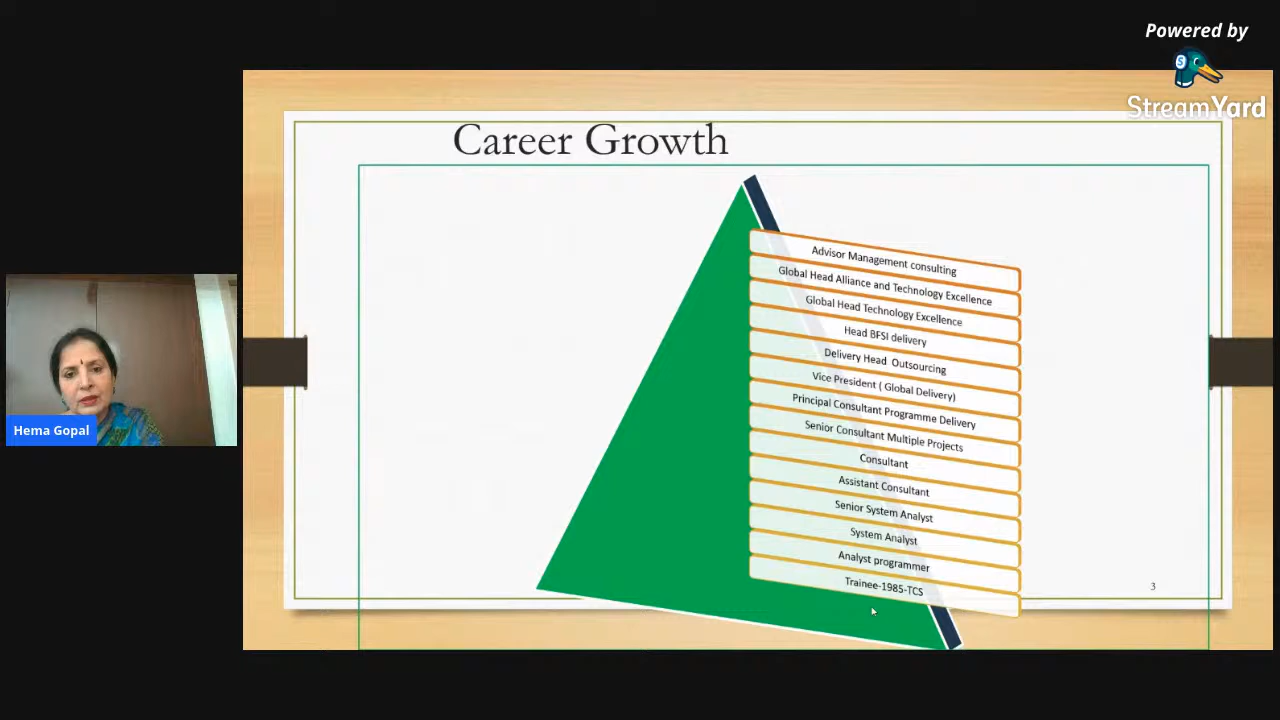 Powered by
StreamYard
Career Growth
Advisor Management consulting
Global Head Alliance and Technology Excellence
Global Head Technology Excellence
Head BFSI delivery
Delivery Head Outsourcing
Vice President ( Global Delivery)
Principal Consultant Programme Delivery
Senior Consultant Multiple Projects
Consultant
Assistant Consultant
Senior System Analyst
System Analyst
Analyst programmer
Trainee-1985-TCS
3
Hema Gopal